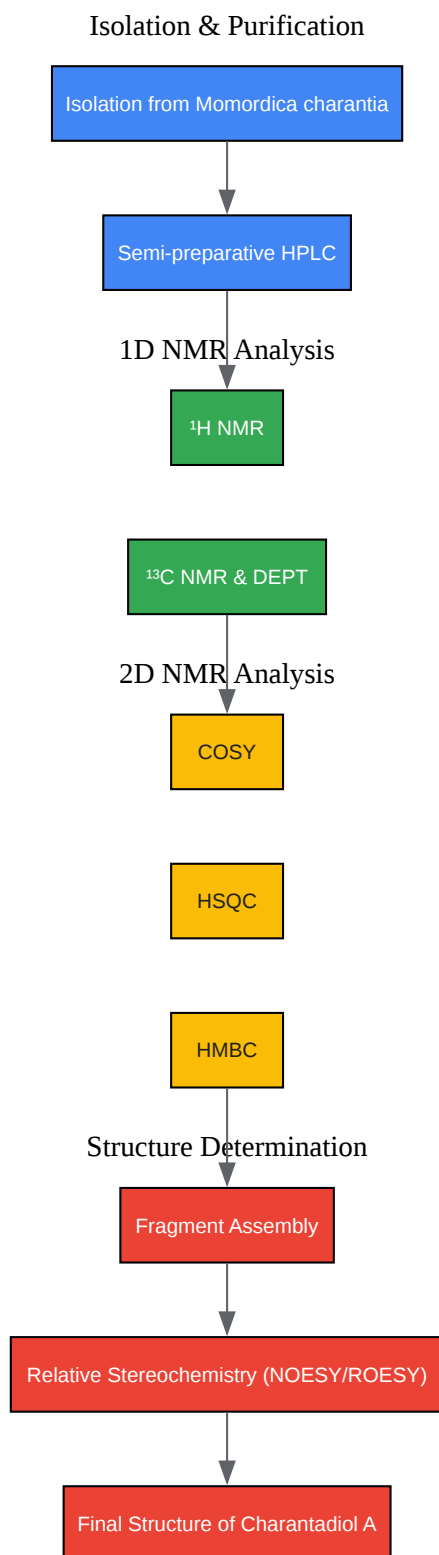 Isolation & Purification
Isolation from Momordica charantia
Semi-preparative HPLC
1D NMR Analysis
¹H NMR
¹³C NMR & DEPT
2D NMR Analysis
COSY
HSQC
HMBC
Structure Determination
Fragment Assembly
Relative Stereochemistry (NOESY/ROESY)
Final Structure of Charantadiol A